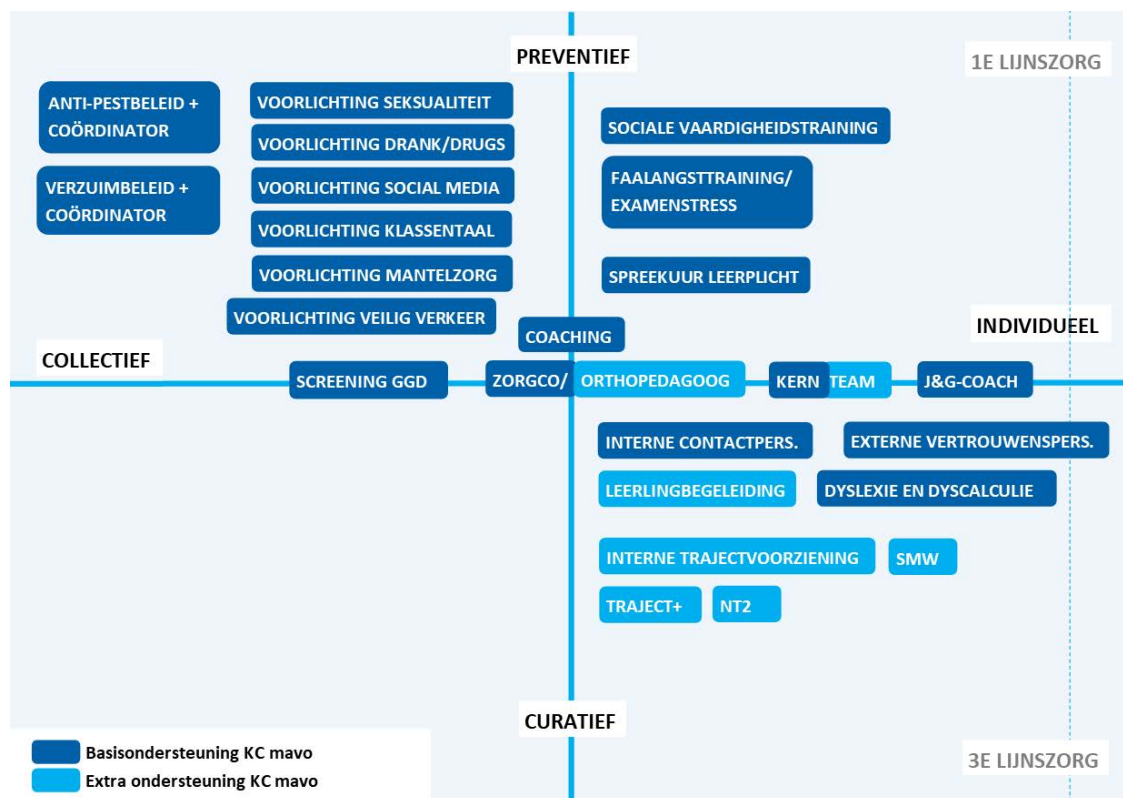 PREVENTIEF
1E LIJNSZORG
ANTI-PESTBELEID +
COÖRDINATOR
VERZUIMBELEID +
COÖRDINATOR
VOORLICHTING SEKSUALITEIT
VOORLICHTING DRANK/DRUGS
VOORLICHTING SOCIAL MEDIA
VOORLICHTING KLASSENTAAL
VOORLICHTING MANTELZORG
VOORLICHTING VEILIG VERKEER
SOCIALE VAARDIGHEIDSTRAINING
FAALANGSTTRAINING/
EXAMENSTRESS
SPREEKUUR LEERPLICHT
COACHING
INDIVIDUEEL
COLLECTIEF
SCREENING GGD
ZORGCO/ ORTHOPEDAGOOG
KERN TEAM
J&G-COACH
INTERNE CONTACTPERS.
EXTERNE VERTROUWENSPERS.
LEERLINGBEGELEIDING
DYSLEXIE EN DYSCALCULIE
INTERNE TRAJECTVOORZIENING
SMW
TRAJECT+
NT2
CURATIEF
3E LIJNSZORG
Basisondersteuning KC mavo
Extra ondersteuning KC mavo